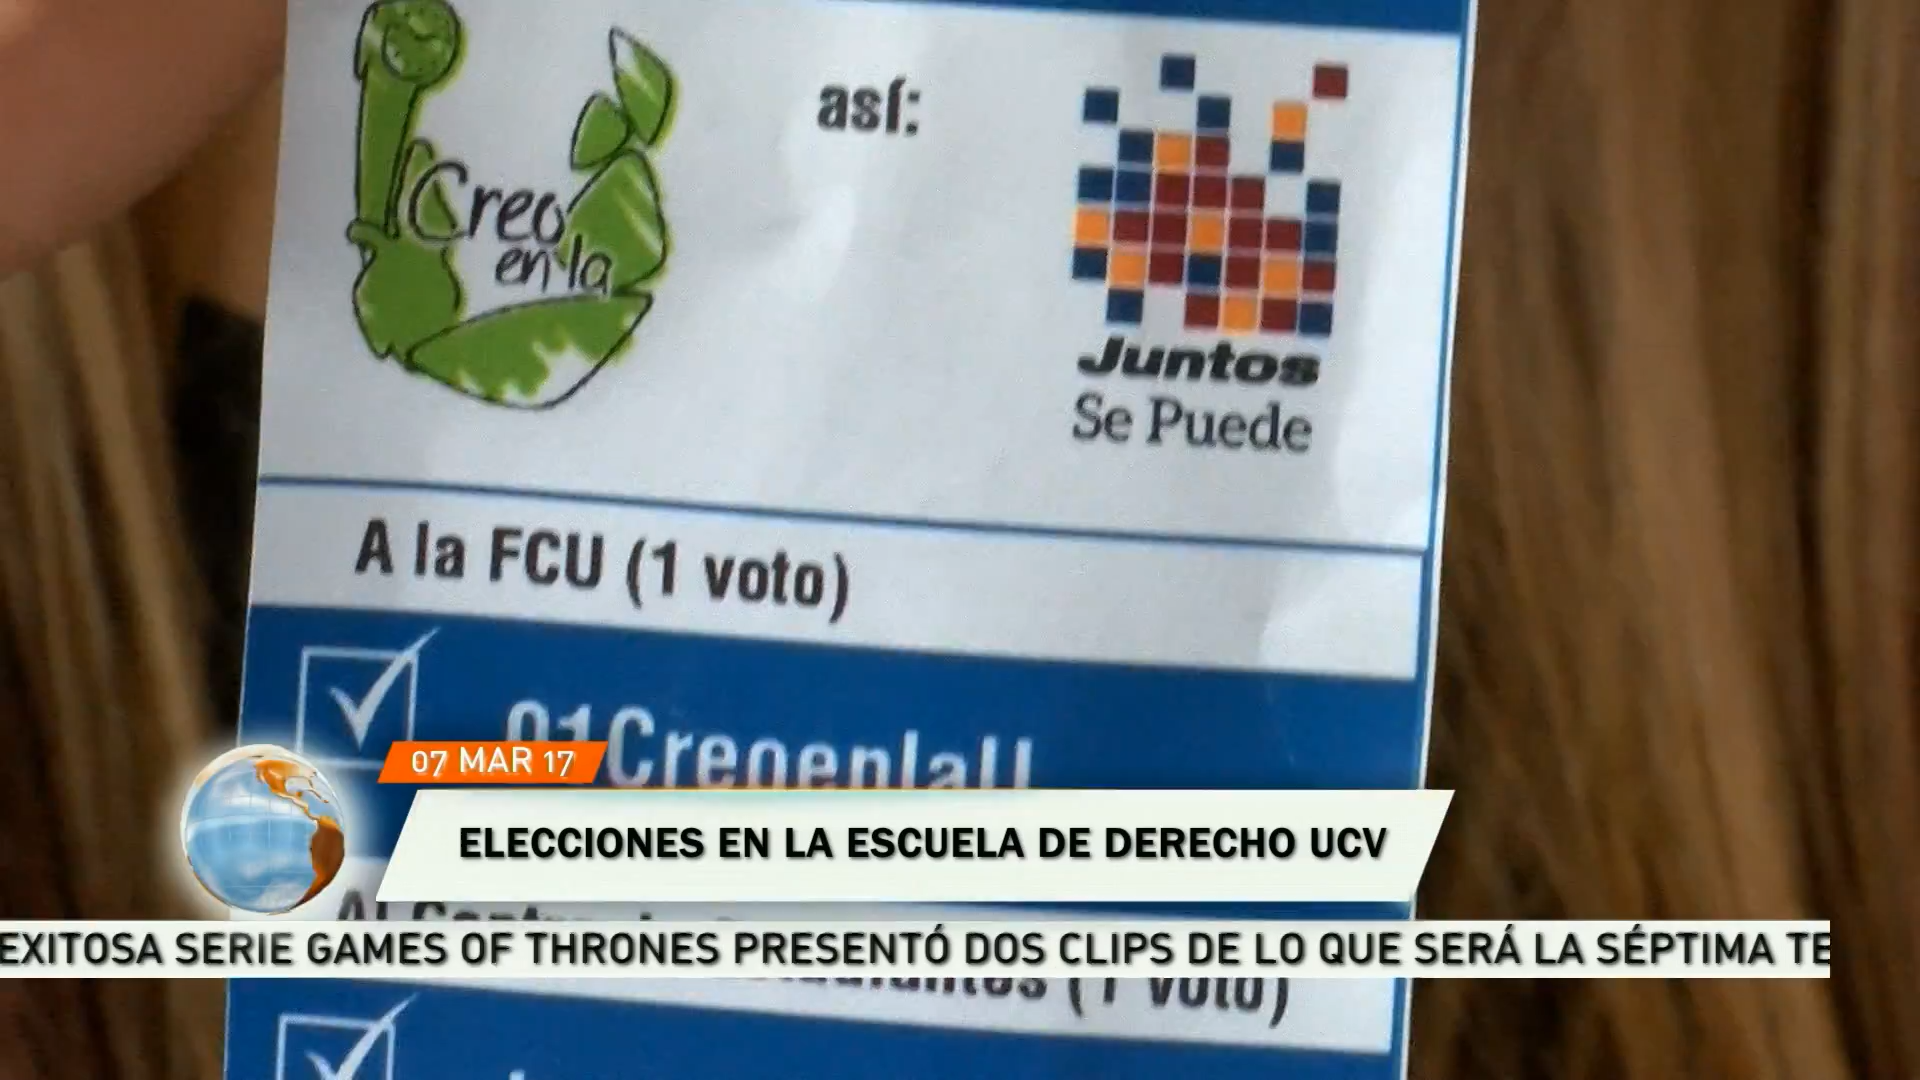 Creo
en la
así:
Juntos
Se Puede
A la FCU (1 voto)
01CreoenlaU
07 MAR 17
ELECCIONES EN LA ESCUELA DE DERECHO UCV
EXITOSA SERIE GAMES OF THRONES PRESENTÓ DOS CLIPS DE LO QUE SERÁ LA SÉPTIMA TE
(1 voto)